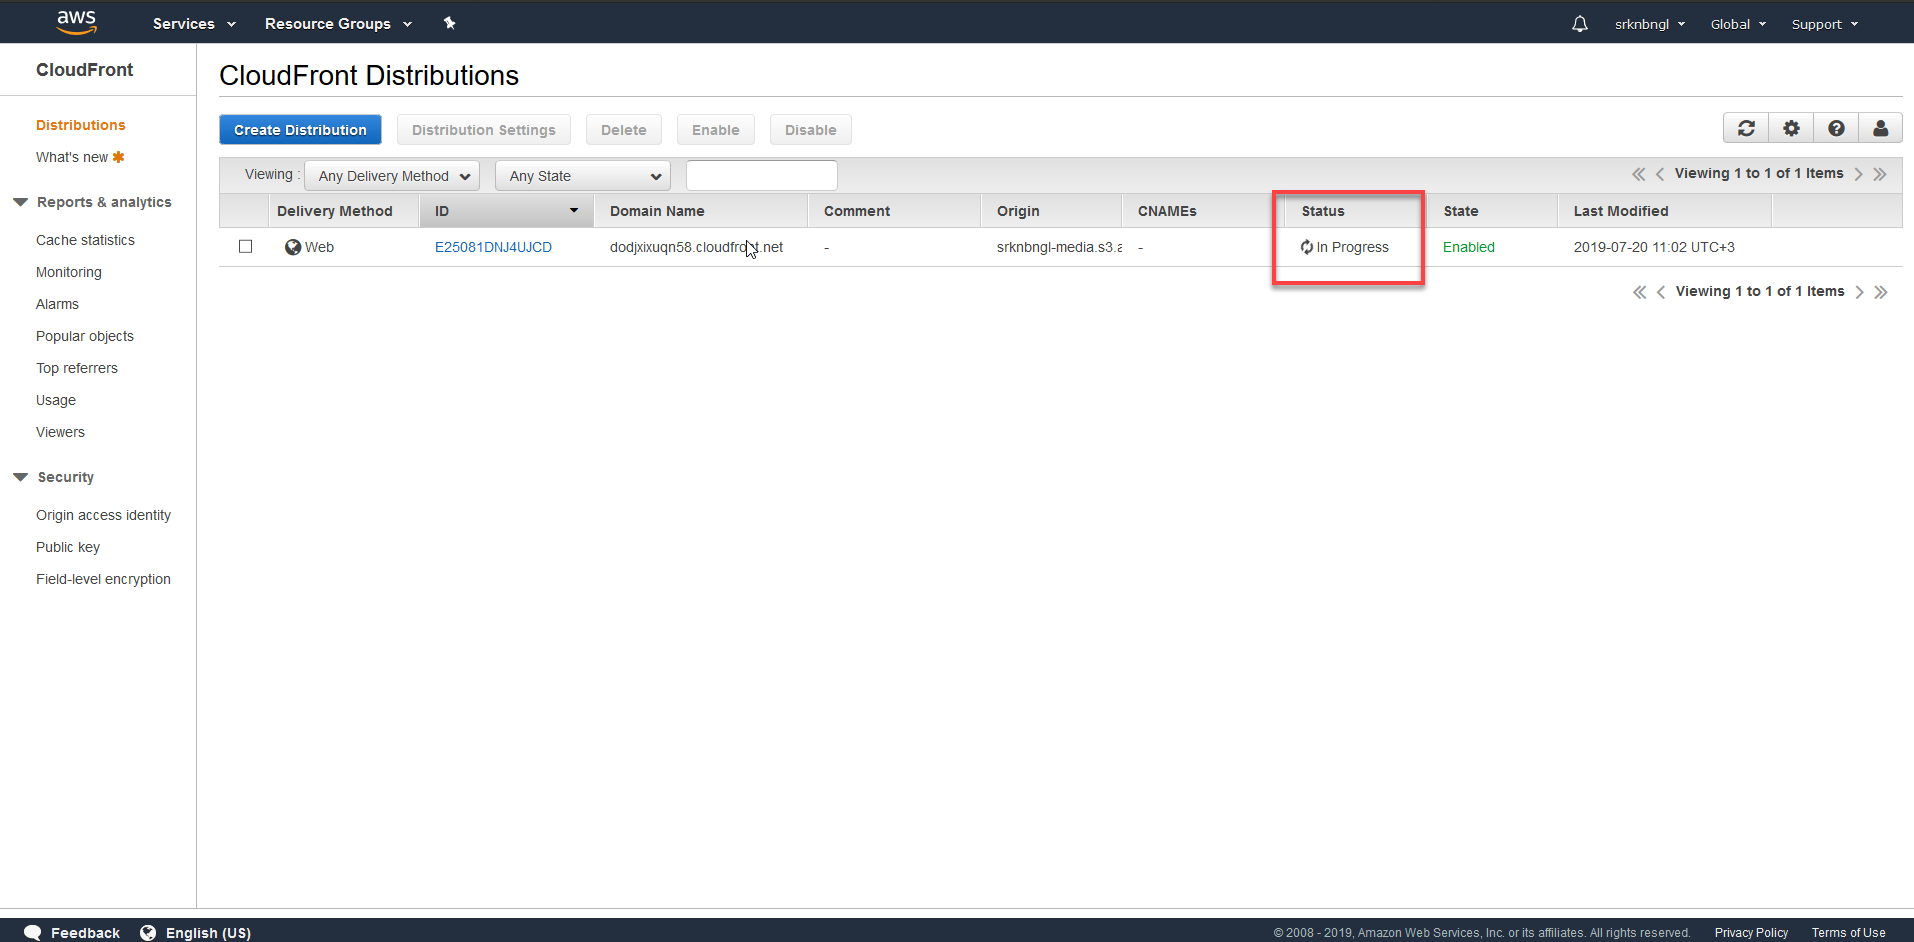 aws Services Resource Groups srknbngl Global Support
CloudFront
Distributions
What's new
Reports & analytics
Cache statistics
Monitoring
Alarms
Popular objects
Top referrers
Usage
Viewers
Security
Origin access identity
Public key
Field-level encryption
CloudFront Distributions
Create Distribution Distribution Settings Delete Enable Disable
Viewing : Any Delivery Method Any State Viewing 1 to 1 of 1 Items
Delivery Method ID Domain Name Comment Origin CNAMEs Status State Last Modified
Web E25081DNJ4UJCD dodjxixuqn58.cloudfront.net - srknbngl-media.s3.a - In Progress Enabled 2019-07-20 11:02 UTC+3
Viewing 1 to 1 of 1 Items
Feedback English (US) © 2008 - 2019, Amazon Web Services, Inc. or its affiliates. All rights reserved. Privacy Policy Terms of Use